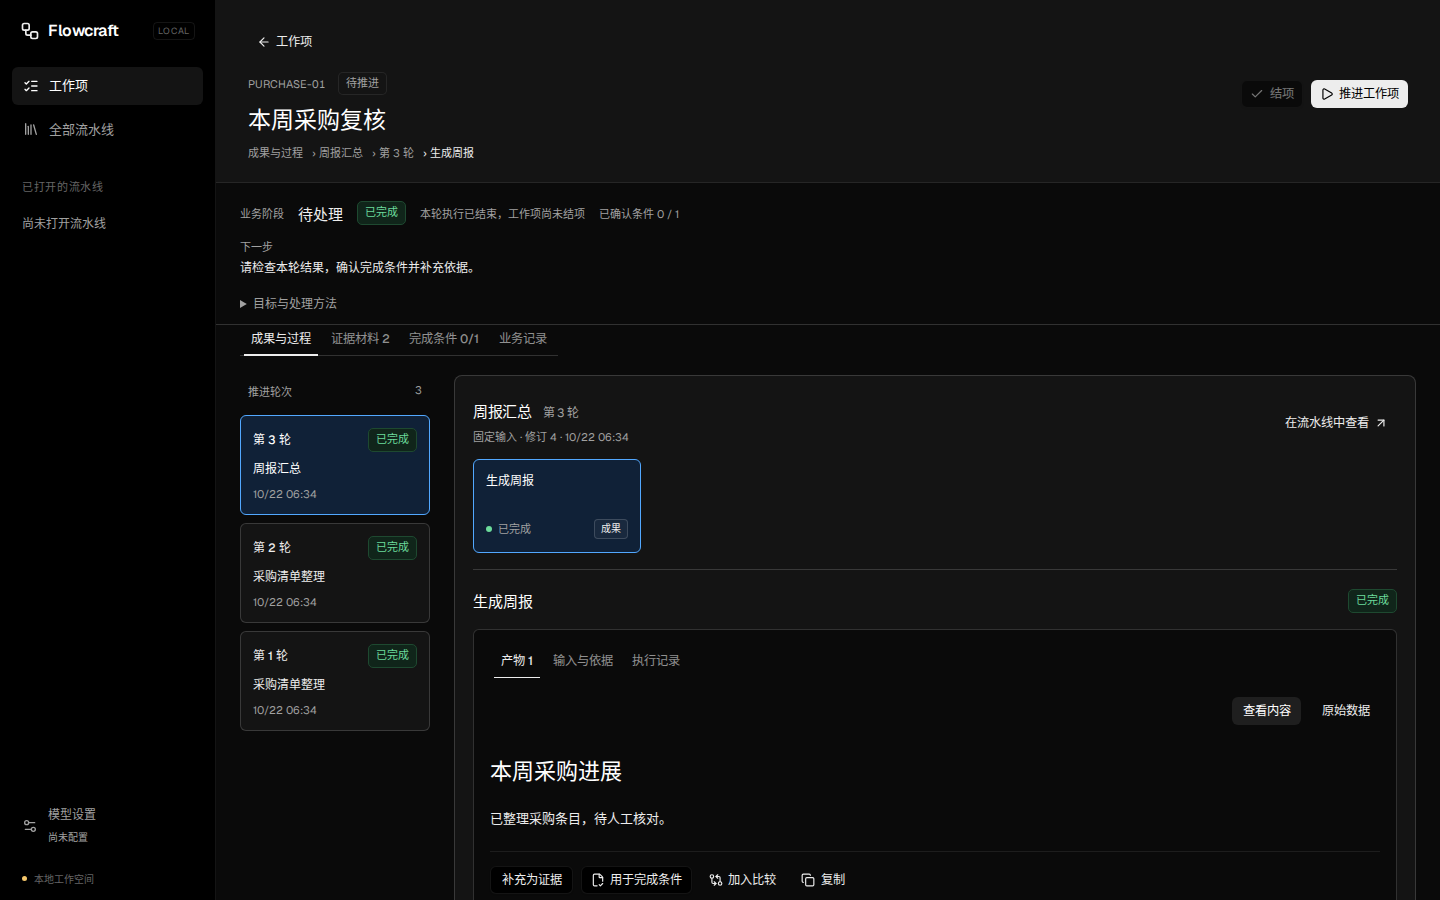 Flowcraft
LOCAL
工作项
全部流水线
已打开的流水线
尚未打开流水线
模型设置
尚未配置
本地工作空间
工作项
PURCHASE-01 待推进
本周采购复核
成果与过程 › 周报汇总 › 第 3 轮 › 生成周报
结项
推进工作项
业务阶段 待处理 已完成 本轮执行已结束，工作项尚未结项 已确认条件 0 / 1
下一步
请检查本轮结果，确认完成条件并补充依据。
目标与处理方法
成果与过程 证据材料 2 完成条件 0/1 业务记录
推进轮次 3
第 3 轮 已完成
周报汇总
10/22 06:34
第 2 轮 已完成
采购清单整理
10/22 06:34
第 1 轮 已完成
采购清单整理
10/22 06:34
周报汇总 第 3 轮
固定输入 · 修订 4 · 10/22 06:34
在流水线中查看
生成周报
已完成 成果
生成周报 已完成
产物 1 输入与依据 执行记录
查看内容 原始数据
本周采购进展
已整理采购条目，待人工核对。
补充为证据 用于完成条件 加入比较 复制